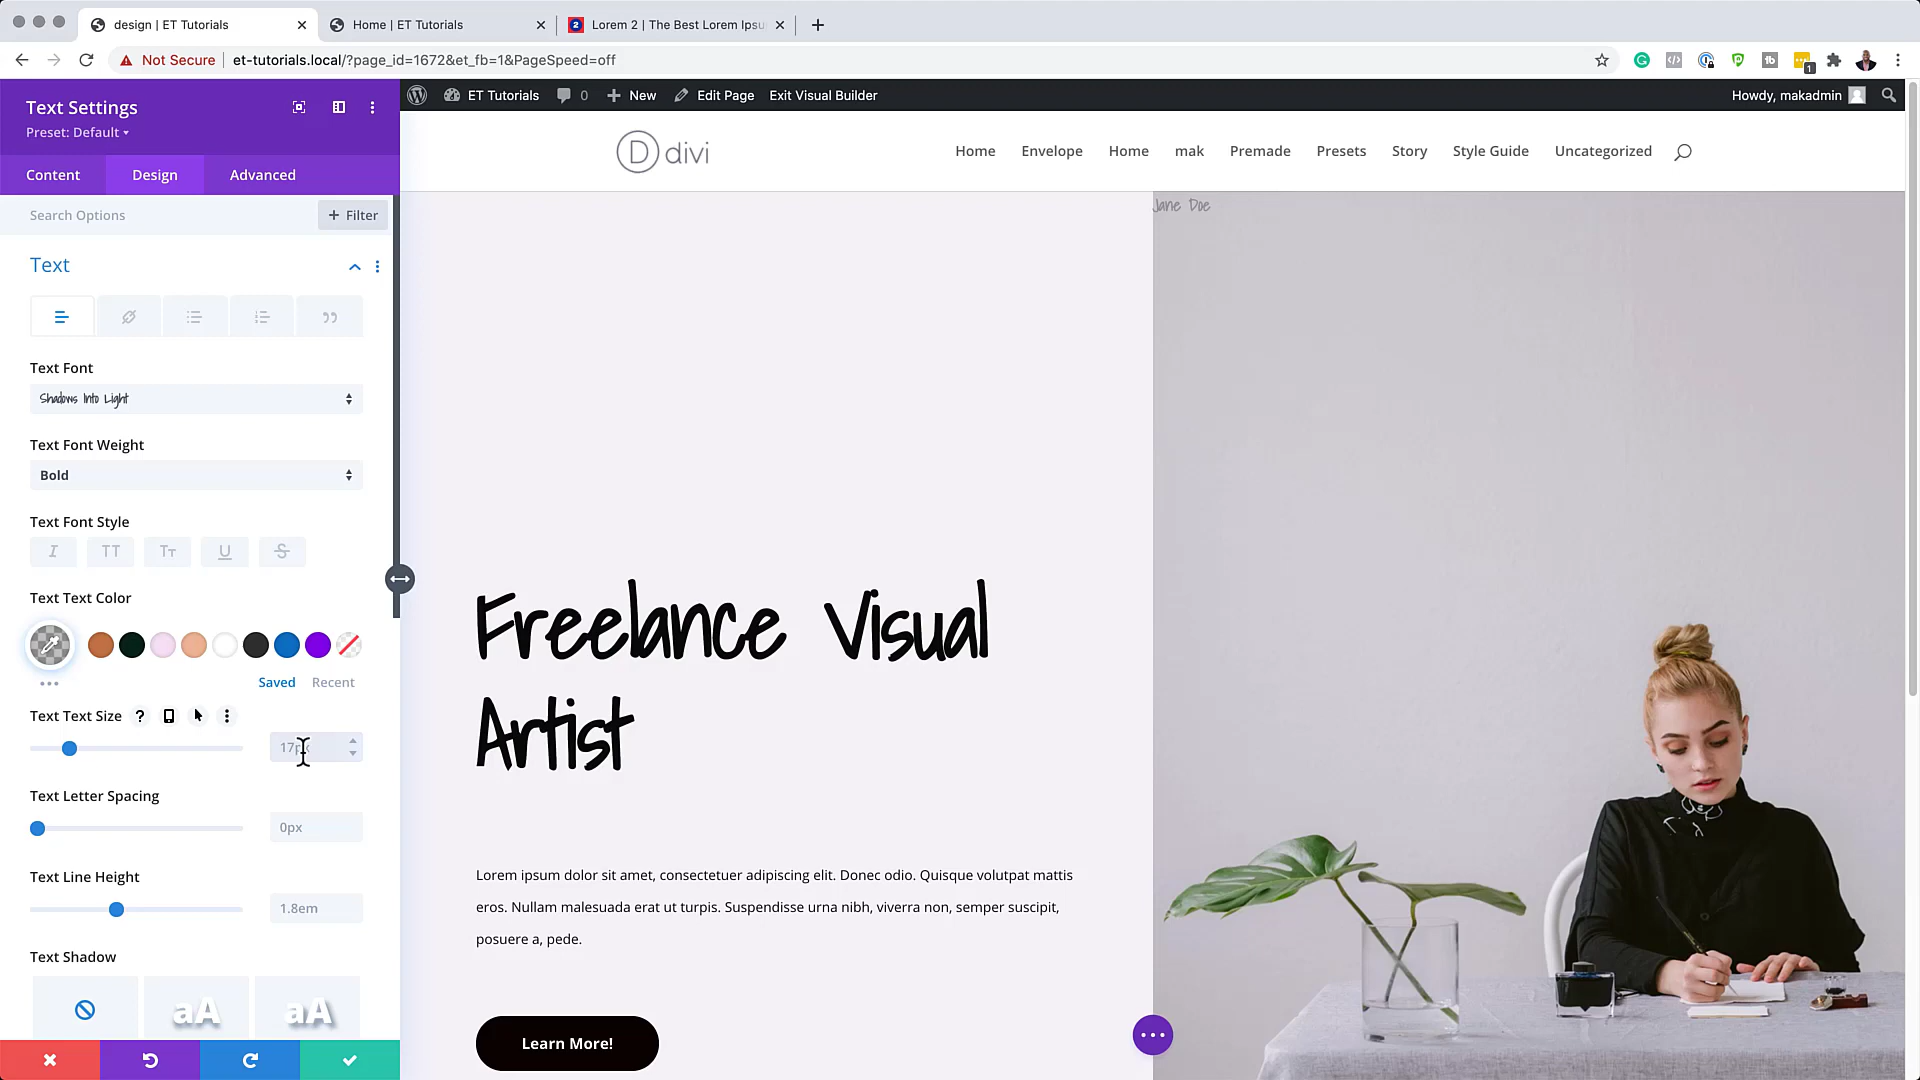 design | ET Tutorials
Home | ET Tutorials
Lorem 2 | The Best Lorem Ipsu
Not Secure
et-tutorials.local/?page_id=1672&et_fb=1&PageSpeed=off
1
Text Settings
Preset: Default
Content
Design
Advanced
Search Options
+ Filter
Text
Text Font
Shadows Into Light
Text Font Weight
Bold
Text Font Style
I
TT
Tт
U
S
Text Text Color
Saved
Recent
Text Text Size
?
17px
Text Letter Spacing
0px
Text Line Height
1.8em
Text Shadow
aA
aA
ET Tutorials
0
New
Edit Page
Exit Visual Builder
Howdy, makadmin
D divi
Home
Envelope
Home
mak
Premade
Presets
Story
Style Guide
Uncategorized
Jane Doe
Freelance Visual
Artist
Lorem ipsum dolor sit amet, consectetuer adipiscing elit. Donec odio. Quisque volutpat mattis
eros. Nullam malesuada erat ut turpis. Suspendisse urna nibh, viverra non, semper suscipit,
posuere a, pede.
Learn More!